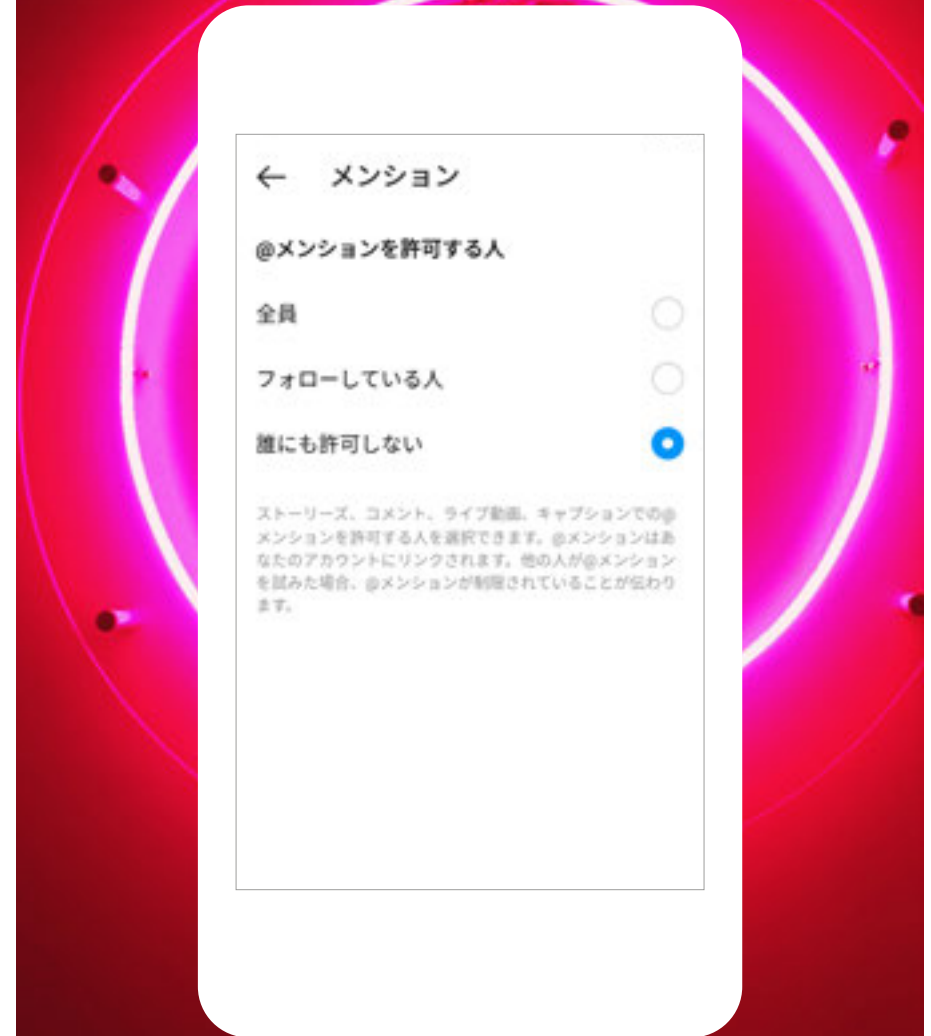 ← メンション
@メンションを許可する人
全員
フォローしている人
誰にも許可しない
ストーリーズ、コメント、ライブ動画、キャプションでの@
メンションを許可する人を選択できます。@メンションはあ
なたのアカウントにリンクされます。他の人が@メンション
を試みた場合、@メンションが制限されていることが伝わり
ます。